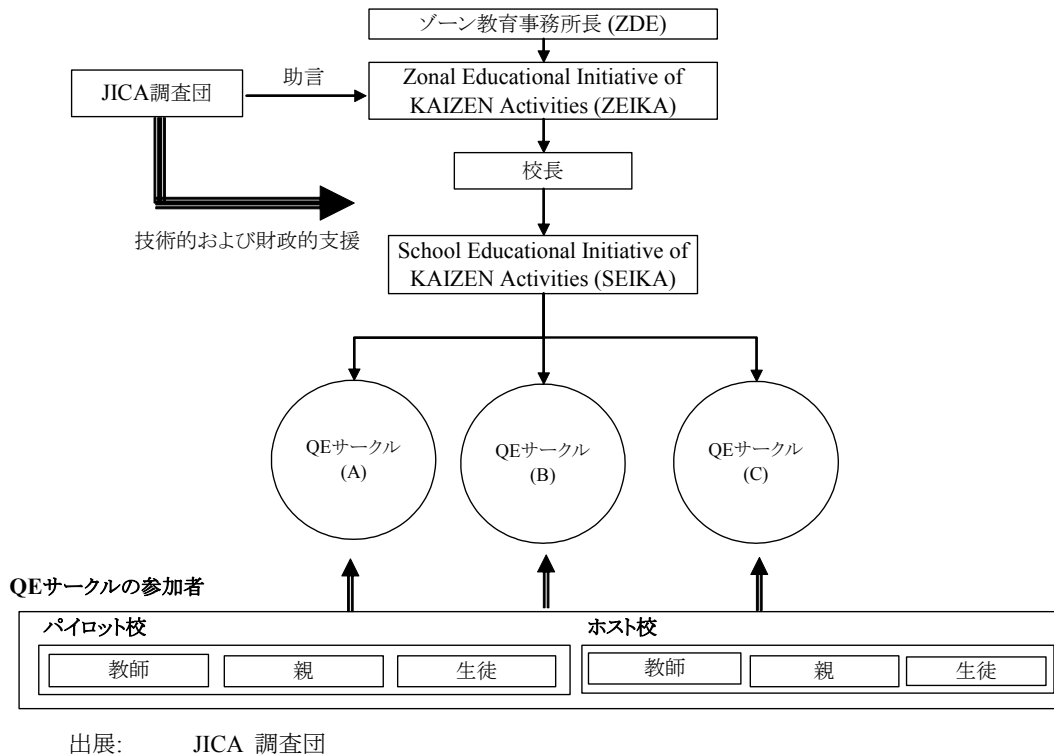 ゾーン教育事務所長 (ZDE)
JICA調査団
助言
Zonal Educational Initiative of
KAIZEN Activities (ZEIKA)
校長
技術的および財政的支援
School Educational Initiative of
KAIZEN Activities (SEIKA)
QEサークル
(A)
QEサークル
(B)
QEサークル
(C)
QEサークルの参加者
パイロット校
ホスト校
教師
親
生徒
教師
親
生徒
出展: JICA 調査団